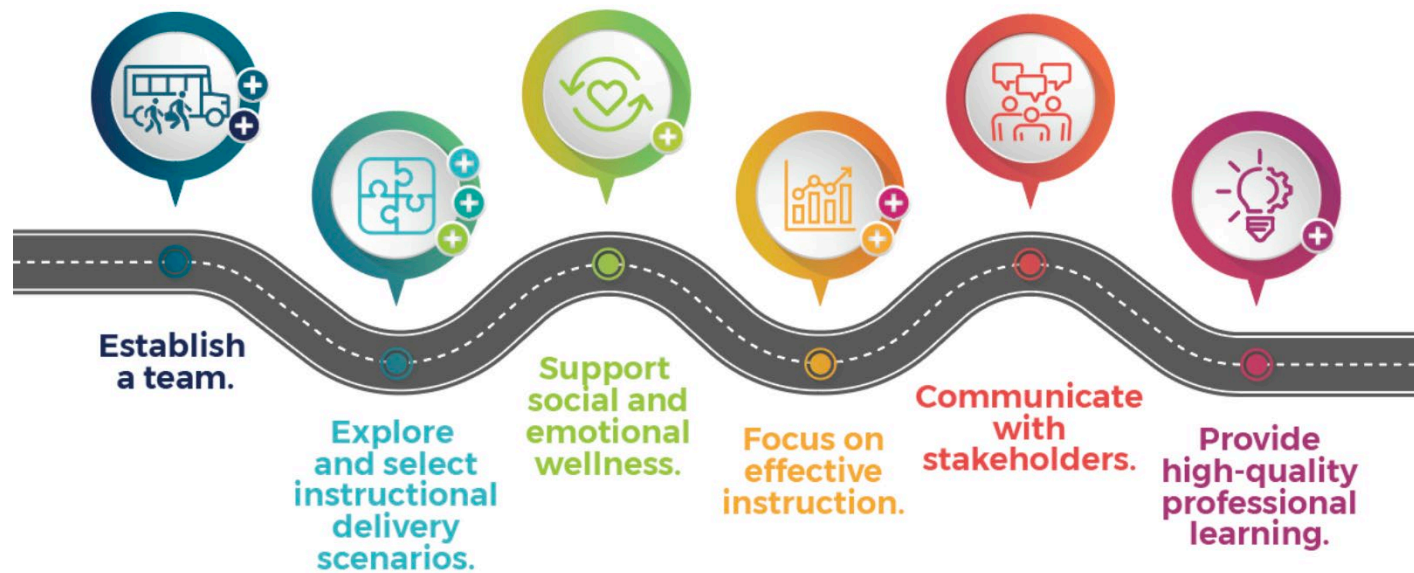 Establish
a team.
Explore
and select
instructional
delivery
scenarios.
Support
social and
emotional
wellness.
Focus on
effective
instruction.
Communicate
with
stakeholders.
Provide
high-quality
professional
learning.